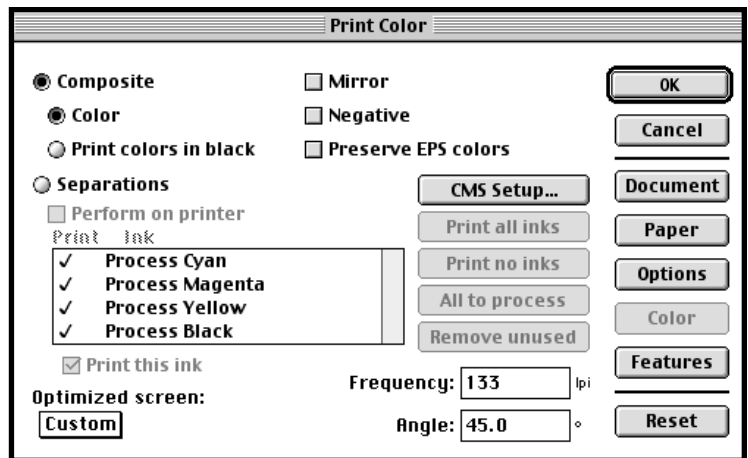 Print Color
Composite
Color
Print colors in black
Separations
Perform on printer
Print Ink
✓ Process Cyan
✓ Process Magenta
✓ Process Yellow
✓ Process Black
Print this ink
Optimized screen:
Custom
Mirror
Negative
Preserve EPS colors
CMS Setup...
Print all inks
Print no inks
All to process
Remove unused
Frequency: 133 lpi
Angle: 45.0 °
OK
Cancel
Document
Paper
Options
Color
Features
Reset